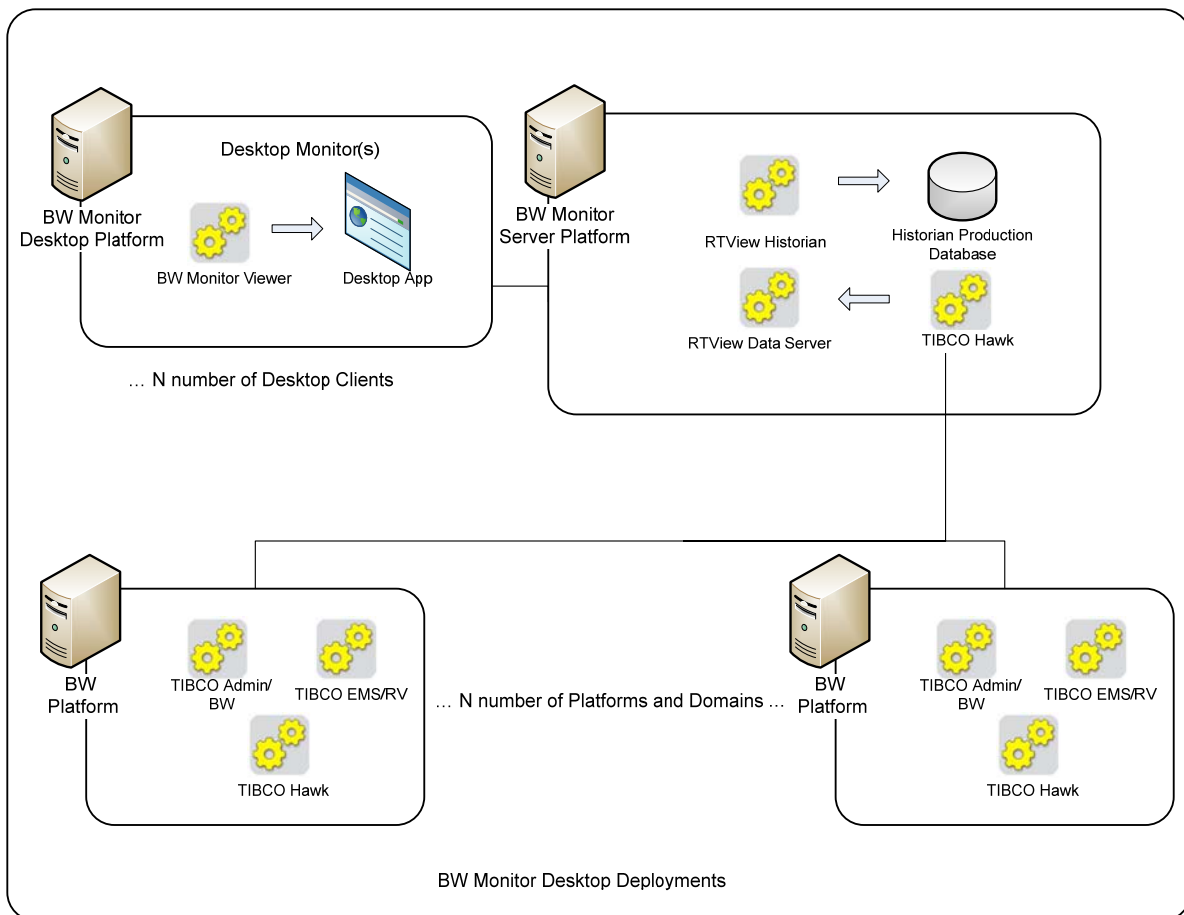 Desktop Monitor(s)
BW Monitor
Desktop Platform
BW Monitor Viewer
Desktop App
... N number of Desktop Clients
BW Monitor
Server Platform
RTView Historian
Historian Production
Database
RTView Data Server
TIBCO Hawk
BW
Platform
TIBCO Admin/
BW
TIBCO EMS/RV
TIBCO Hawk
... N number of Platforms and Domains ...
BW
Platform
TIBCO Admin/
BW
TIBCO EMS/RV
TIBCO Hawk
BW Monitor Desktop Deployments